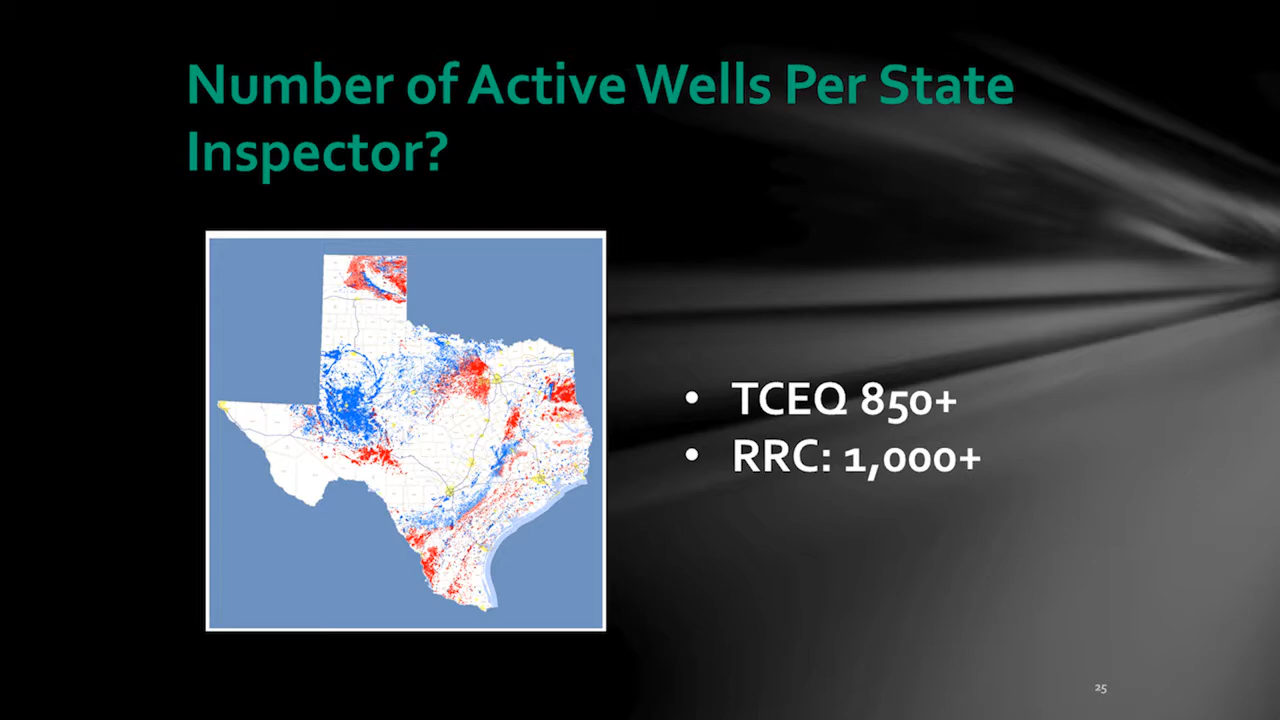 Number of Active Wells Per State
Inspector?
• TCEQ 850+
• RRC: 1,000+
25